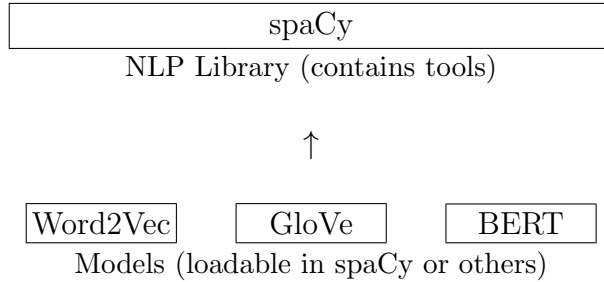 spaCy
NLP Library (contains tools)
↑
Word2Vec GloVe BERT
Models (loadable in spaCy or others)